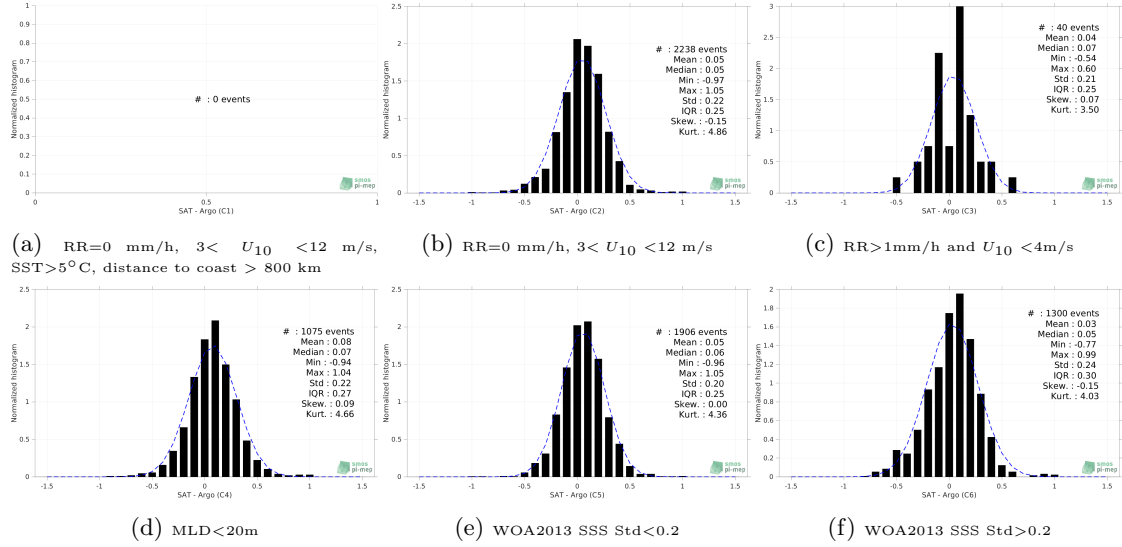 1
0.9
0.8
0.7
0.6
0.5
0.4
0.3
0.2
0.1
0
Normalized histogram
# : 0 events
0 0.5 1
SAT - Argo (C1)
smos
pi-mep
(a) RR=0 mm/h, 3< U10 <12 m/s,
SST>5°C, distance to coast > 800 km
2.5
2
1.5
1
0.5
0
Normalized histogram
# : 2238 events
Mean : 0.05
Median : 0.05
Min : -0.97
Max : 1.05
Std : 0.22
IQR : 0.25
Skew. : -0.15
Kurt. : 4.86
-1.5 -1 -0.5 0 0.5 1 1.5
SAT - Argo (C2)
smos
pi-mep
(b) RR=0 mm/h, 3< U10 <12 m/s
3
2.5
2
1.5
1
0.5
0
Normalized histogram
# : 40 events
Mean : 0.04
Median : 0.07
Min : -0.54
Max : 0.60
Std : 0.21
IQR : 0.25
Skew. : 0.07
Kurt. : 3.50
-1.5 -1 -0.5 0 0.5 1 1.5
SAT - Argo (C3)
smos
pi-mep
(c) RR>1mm/h and U10 <4m/s
2.5
2
1.5
1
0.5
0
Normalized histogram
# : 1075 events
Mean : 0.08
Median : 0.07
Min : -0.94
Max : 1.04
Std : 0.22
IQR : 0.27
Skew. : 0.09
Kurt. : 4.66
-1.5 -1 -0.5 0 0.5 1 1.5
SAT - Argo (C4)
smos
pi-mep
(d) MLD<20m
2.5
2
1.5
1
0.5
0
Normalized histogram
# : 1906 events
Mean : 0.05
Median : 0.06
Min : -0.96
Max : 1.05
Std : 0.20
IQR : 0.25
Skew. : 0.00
Kurt. : 4.36
-1.5 -1 -0.5 0 0.5 1 1.5
SAT - Argo (C5)
smos
pi-mep
(e) WOA2013 SSS Std<0.2
2
1.8
1.6
1.4
1.2
1
0.8
0.6
0.4
0.2
0
Normalized histogram
# : 1300 events
Mean : 0.03
Median : 0.05
Min : -0.77
Max : 0.99
Std : 0.24
IQR : 0.30
Skew. : -0.15
Kurt. : 4.03
-1.5 -1 -0.5 0 0.5 1 1.5
SAT - Argo (C6)
smos
pi-mep
(f) WOA2013 SSS Std>0.2